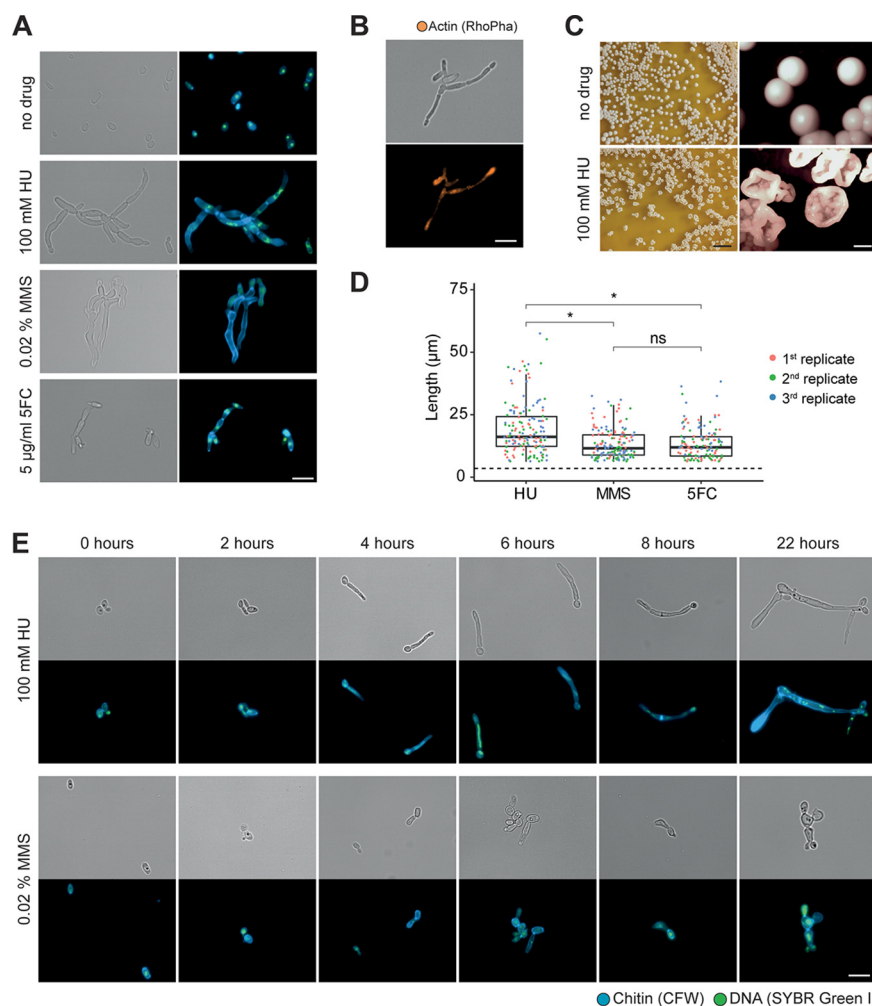 A
no drug
100 mM HU
0.02 % MMS
5 µg/ml 5FC
B
Actin (RhoPha)
C
no drug
100 mM HU
D
Length (µm)
75
50
25
0
*
*
ns
HU MMS 5FC
1st replicate
2nd replicate
3rd replicate
E
0 hours 2 hours 4 hours 6 hours 8 hours 22 hours
100 mM HU
0.02 % MMS
Chitin (CFW) DNA (SYBR Green I